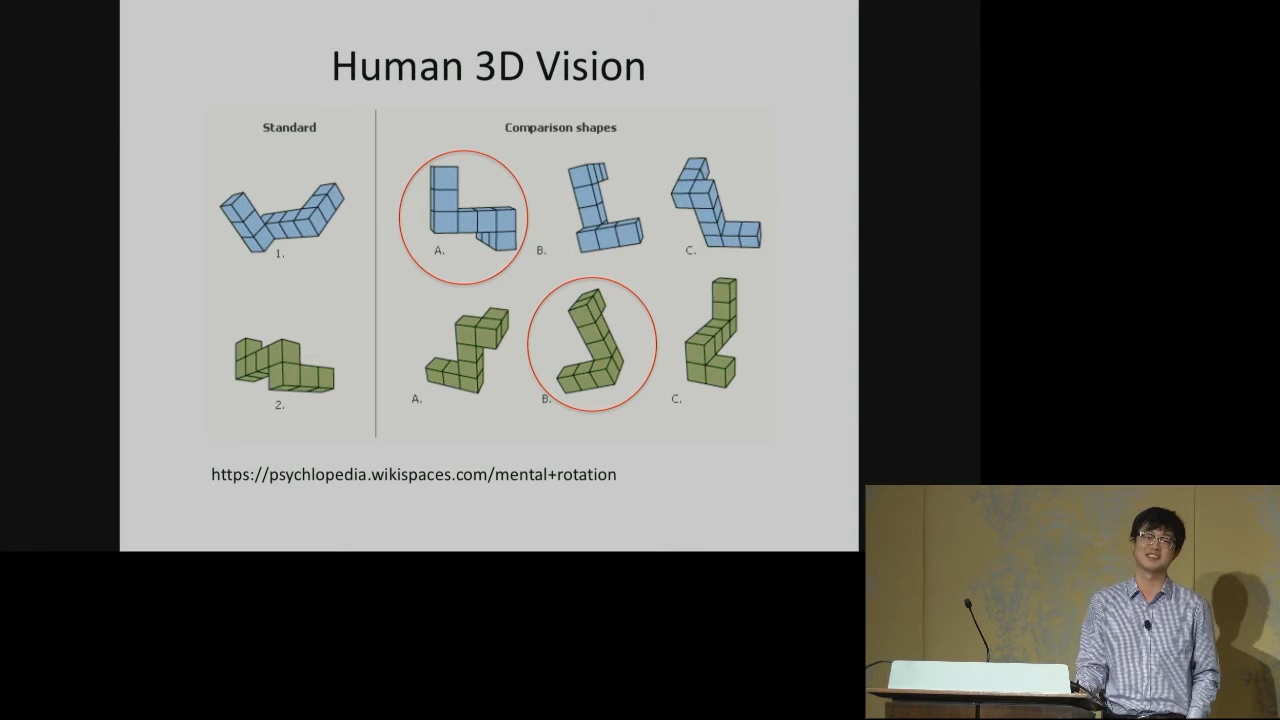 Human 3D Vision
Standard
Comparison shapes
A.
B.
C.
1.
A.
B.
C.
2.
https://psychlopedia.wikispaces.com/mental+rotation